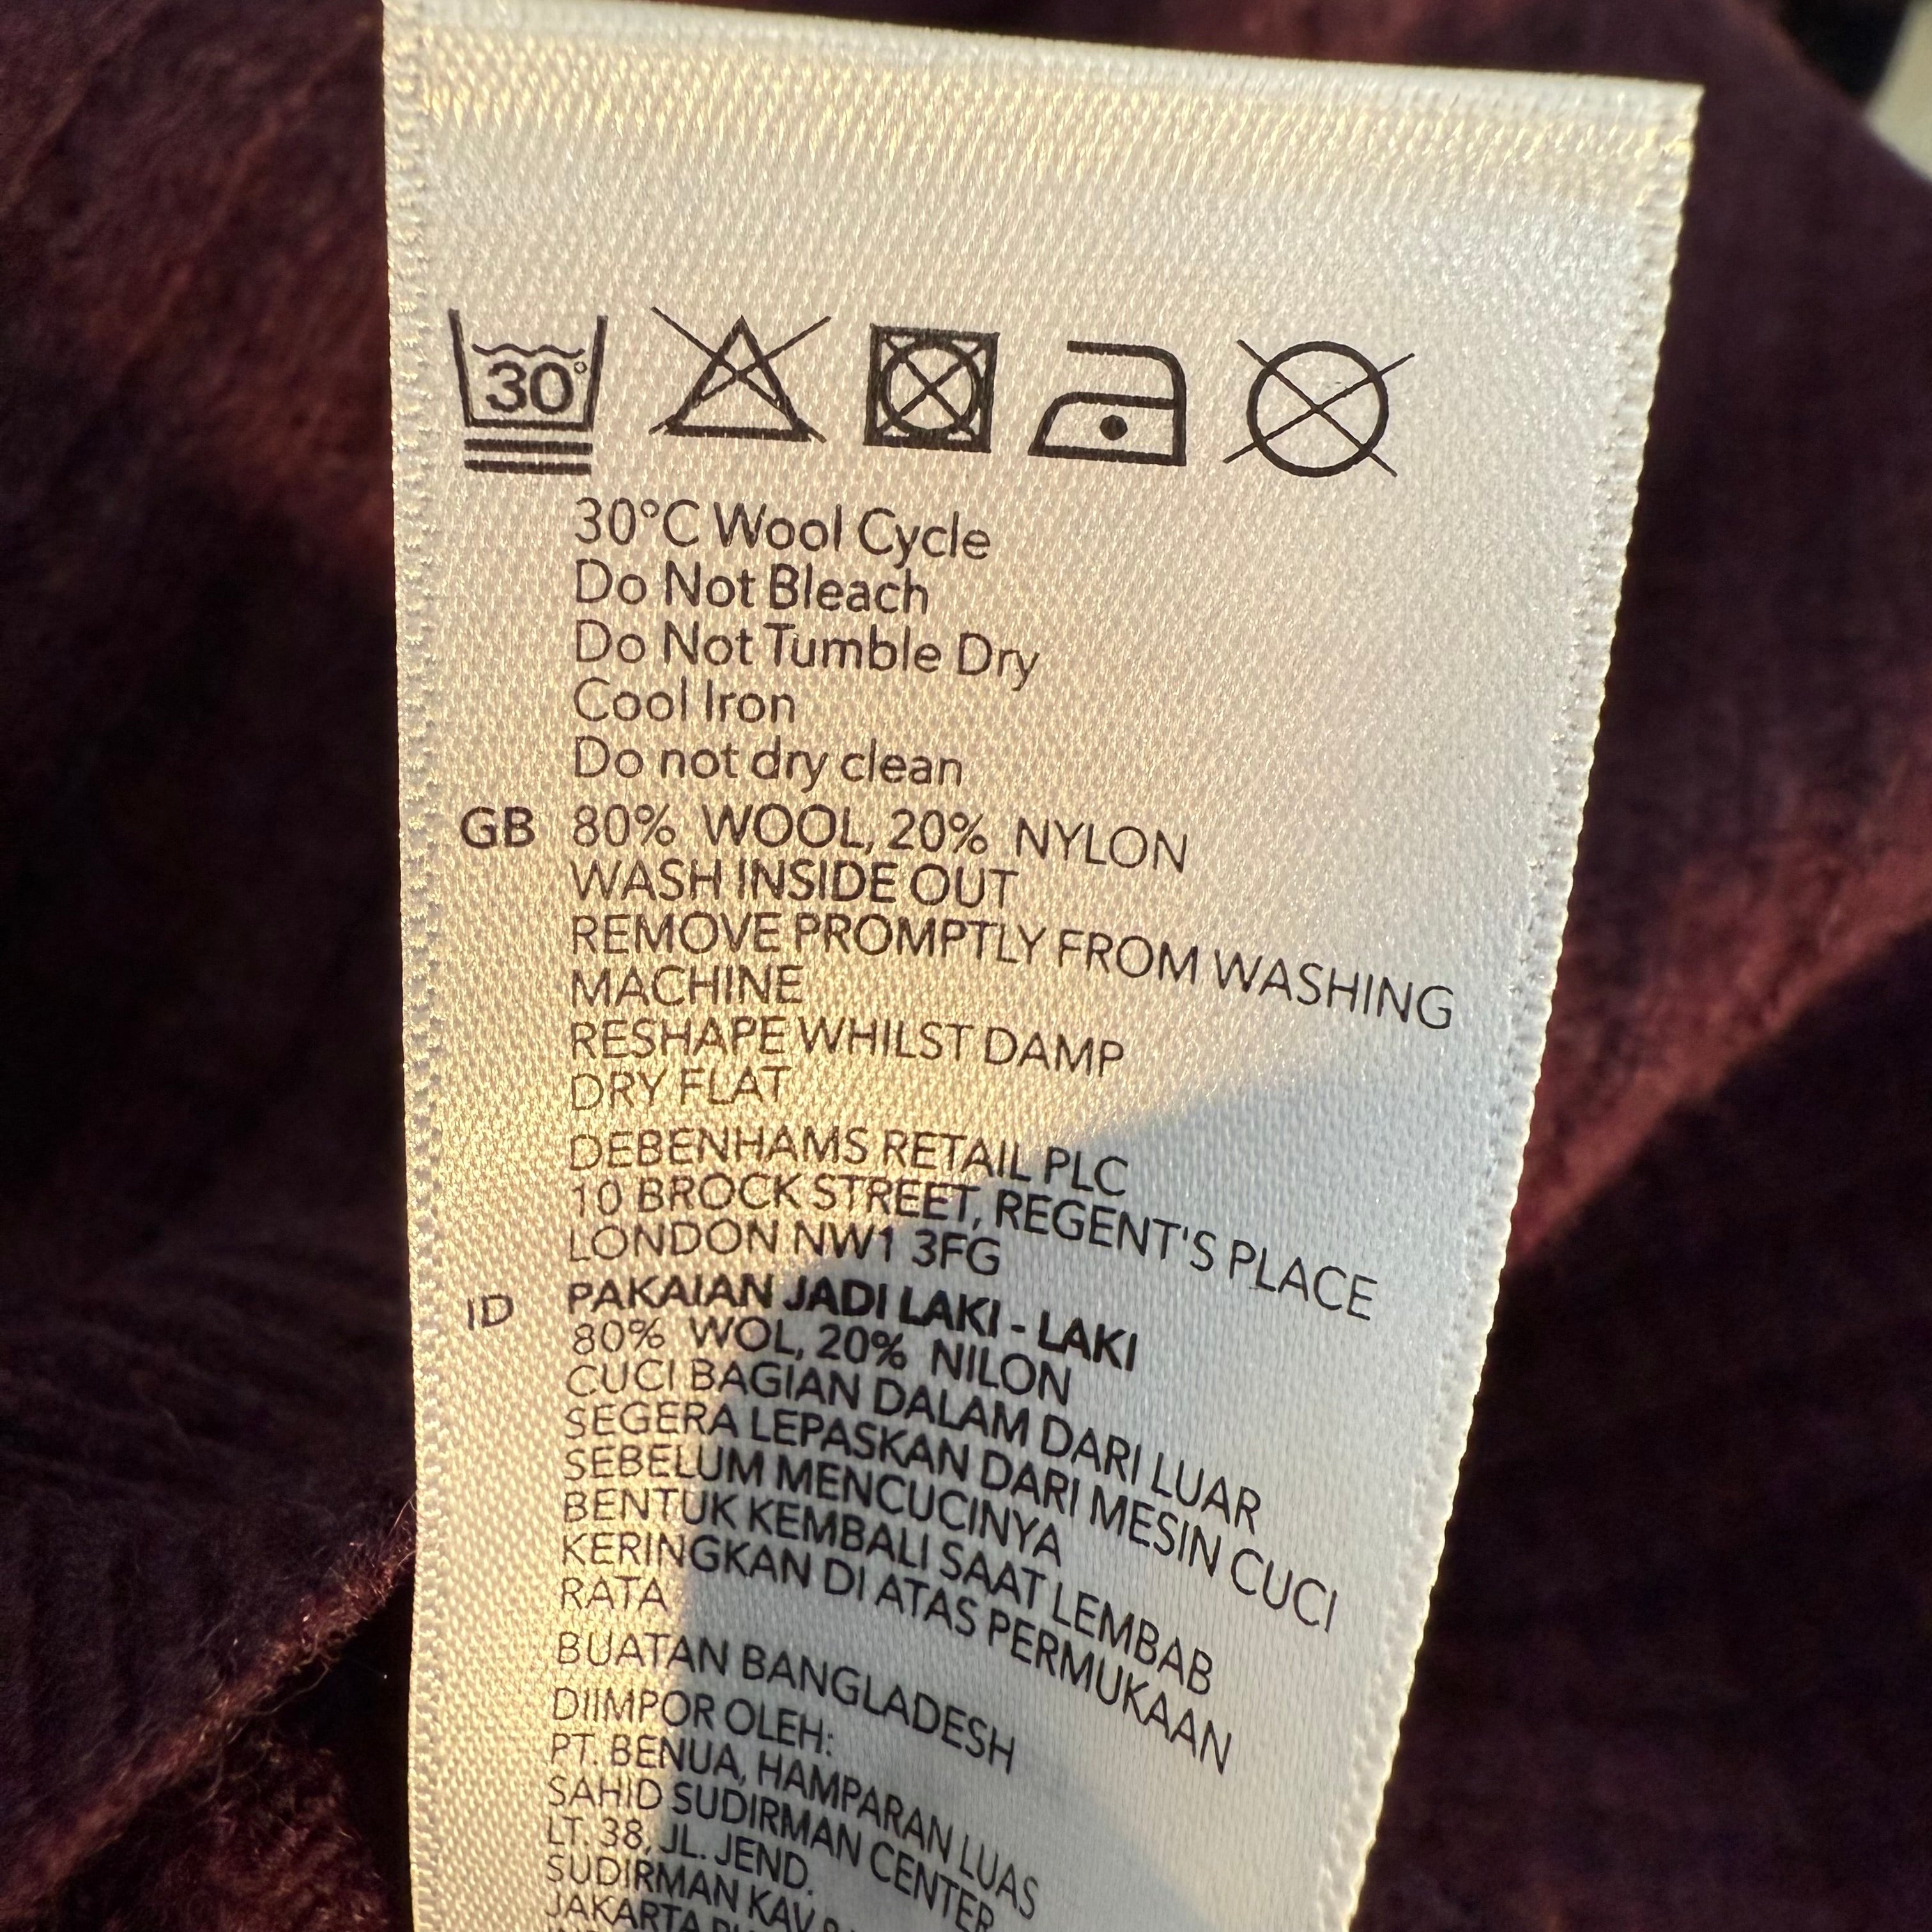 30°
30°C Wool Cycle
Do Not Bleach
Do Not Tumble Dry
Cool Iron
Do not dry clean
GB 80% WOOL, 20% NYLON
WASH INSIDE OUT
REMOVE PROMPTLY FROM WASHING
MACHINE
RESHAPE WHILST DAMP
DRY FLAT
DEBENHAMS RETAIL PLC
10 BROCK STREET, REGENT'S PLACE
LONDON NW1 3FG
ID PAKAIAN JADI LAKI - LAKI
80% WOL, 20% NILON
CUCI BAGIAN DALAM DARI LUAR
SEGERA LEPASKAN DARI MESIN CUCI
SEBELUM MENCUCINYA
BENTUK KEMBALI SAAT LEMBAB
KERINGKAN DI ATAS PERMUKAAN
RATA
BUATAN BANGLADESH
DIIMPOR OLEH:
PT. BENUA, HAMPARAN LUAS
SAHID SUDIRMAN CENTER
LT. 38, JL. JEND.
SUDIRMAN KAV
JAKARTA